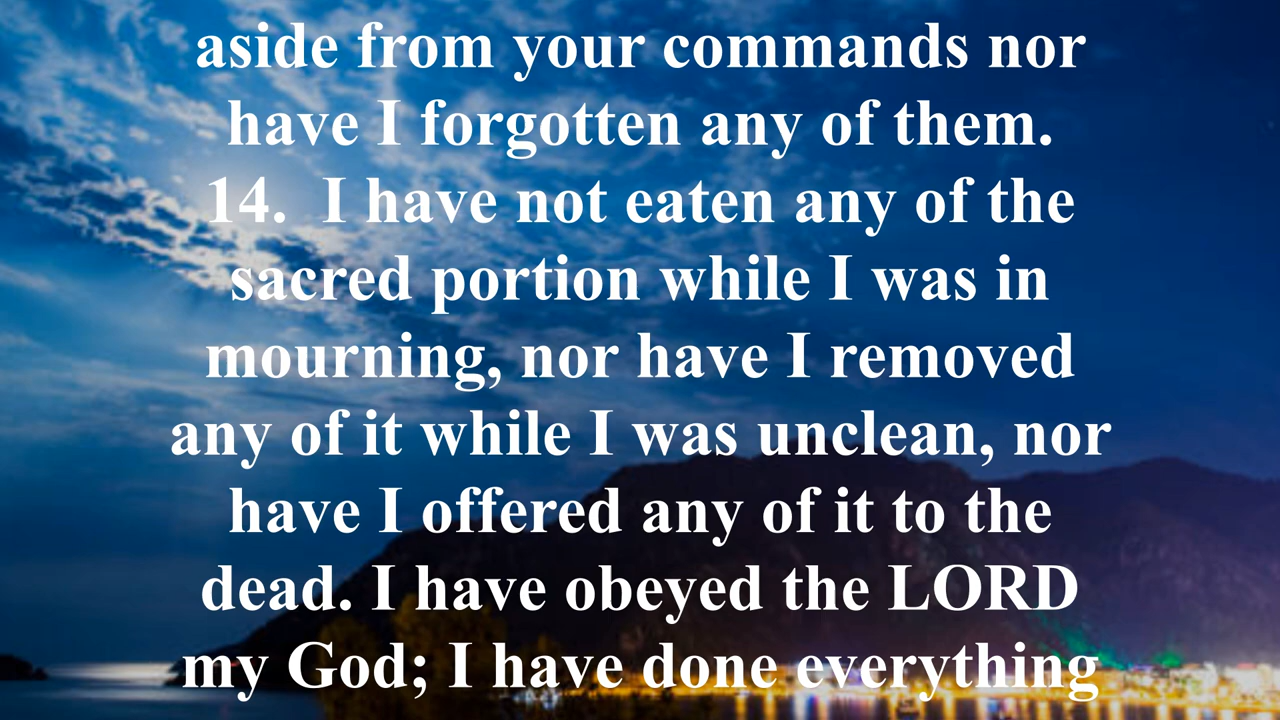 aside from your commands nor
have I forgotten any of them.
14.  I have not eaten any of the
sacred portion while I was in
mourning, nor have I removed
any of it while I was unclean, nor
have I offered any of it to the
dead. I have obeyed the LORD
my God; I have done everything